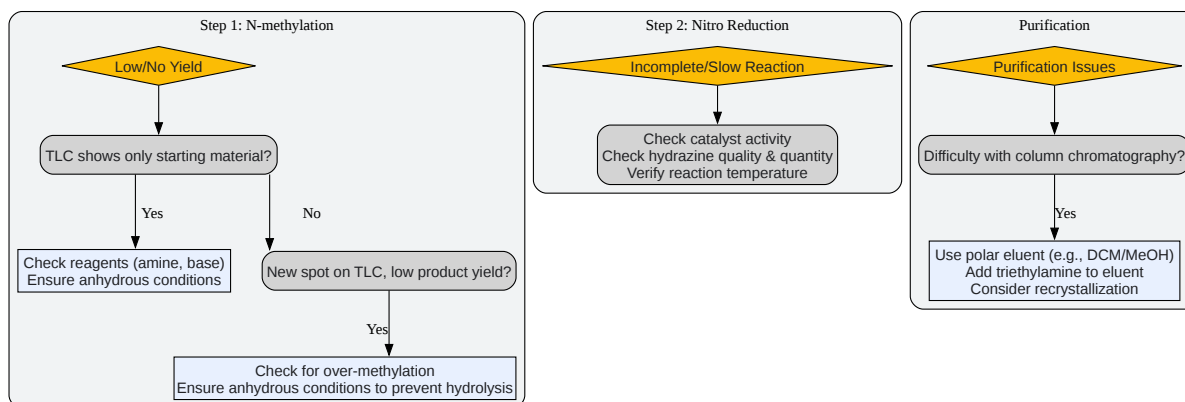 Step 1: N-methylation
Low/No Yield
TLC shows only starting material?
Yes
No
Check reagents (amine, base)
Ensure anhydrous conditions
New spot on TLC, low product yield?
Yes
Check for over-methylation
Ensure anhydrous conditions to prevent hydrolysis
Step 2: Nitro Reduction
Incomplete/Slow Reaction
Check catalyst activity
Check hydrazine quality & quantity
Verify reaction temperature
Purification
Purification Issues
Difficulty with column chromatography?
Yes
Use polar eluent (e.g., DCM/MeOH)
Add triethylamine to eluent
Consider recrystallization